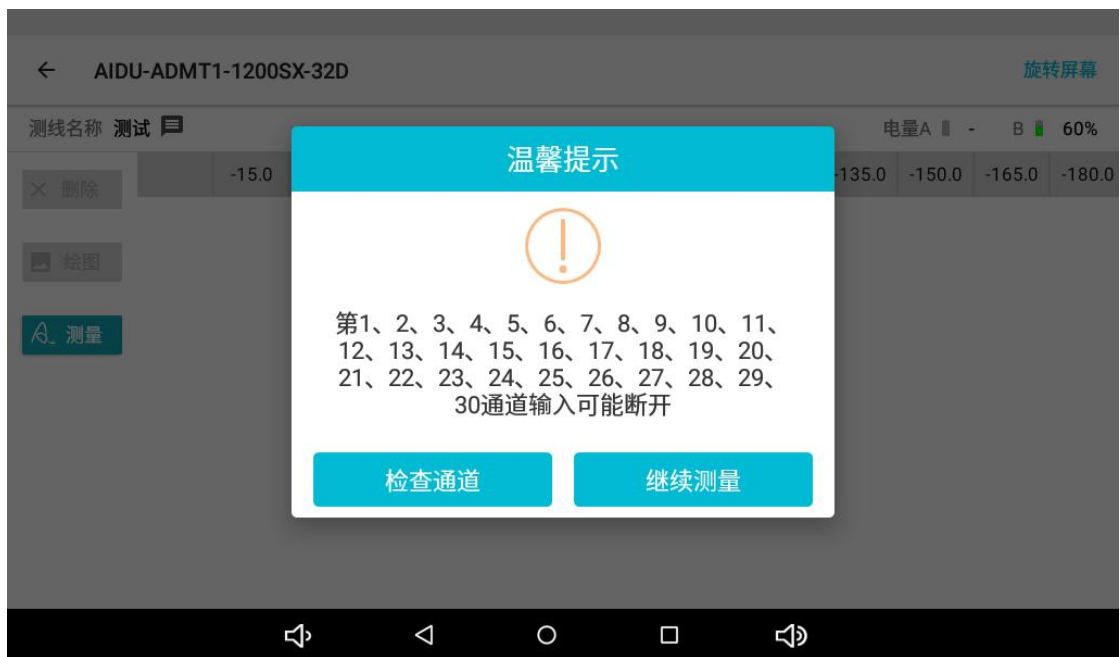 AIDU-ADMT1-1200SX-32D 旋转屏幕
测线名称 测试 电量A - B 60%
-15.0 -135.0 -150.0 -165.0 -180.0
删除
绘图
测量
温馨提示
第1、2、3、4、5、6、7、8、9、10、11、
12、13、14、15、16、17、18、19、20、
21、22、23、24、25、26、27、28、29、
30通道输入可能断开
检查通道 继续测量